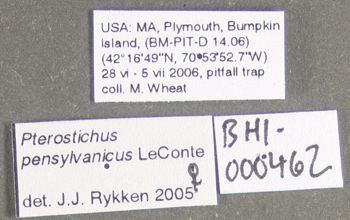 USA: MA, Plymouth, Bumpkin
Island, (BM-PIT-D 14.06)
(42°16'49"N, 70°53'52.7"W)
28 vi - 5 vii 2006, pitfall trap
coll. M. Wheat
Pterostichus
pensylvanicus LeConte
♀
det. J.J. Rykken 2005
BHI-
000462